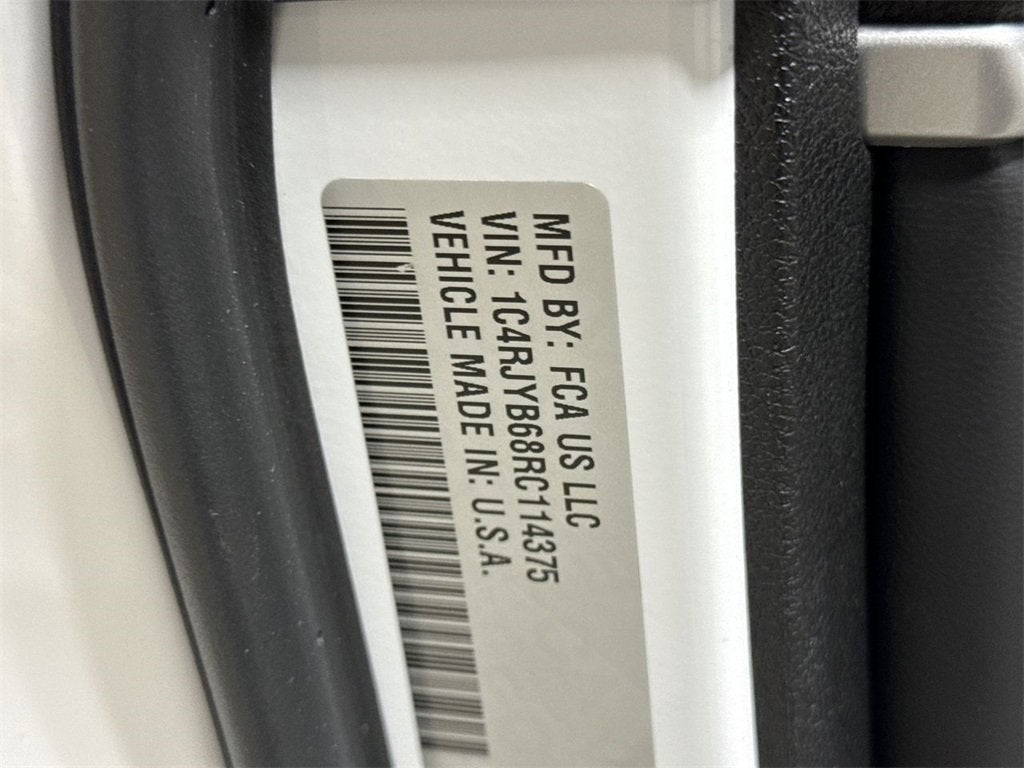 MFD BY: FCA US LLC
VIN: 1C4RJYB68RC114375
VEHICLE MADE IN: U.S.A.